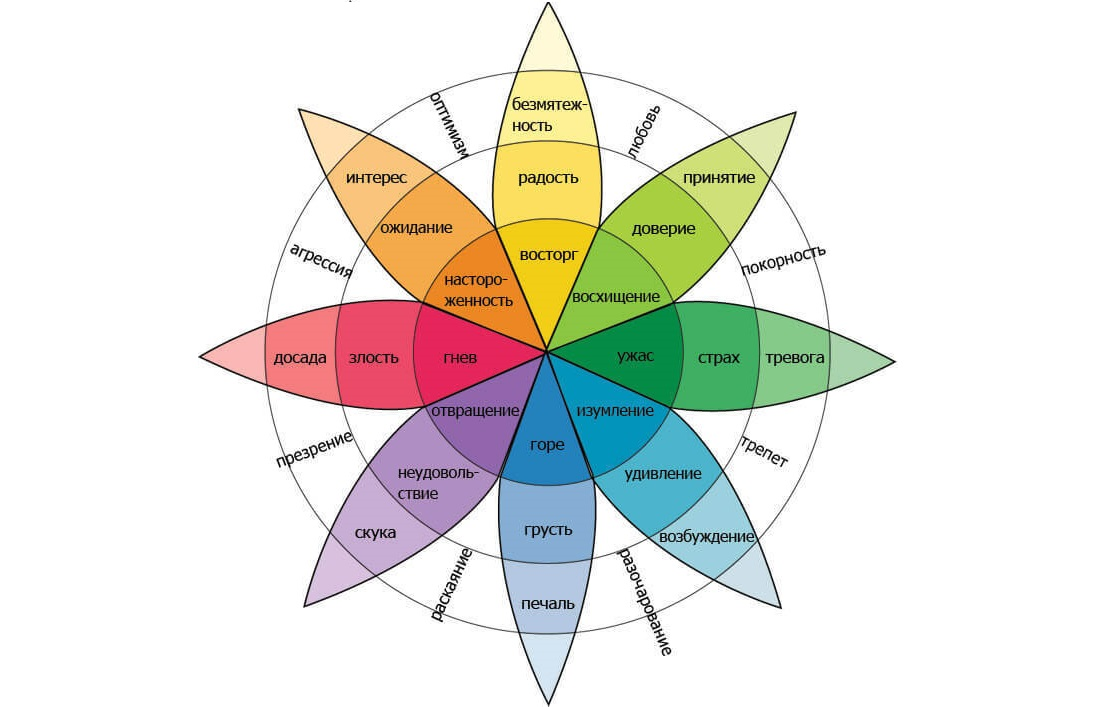 оптимизм
любовь
безмятеж-
ность
интерес
радость
принятие
ожидание
доверие
агрессия
покорность
восторг
насторо-
женность
восхищение
досада
злость
гнев
ужас
страх
тревога
отвращение
изумление
презрение
трепет
горе
неудоволь-
ствие
удивление
скука
грусть
возбуждение
раскаяние
разочарование
печаль